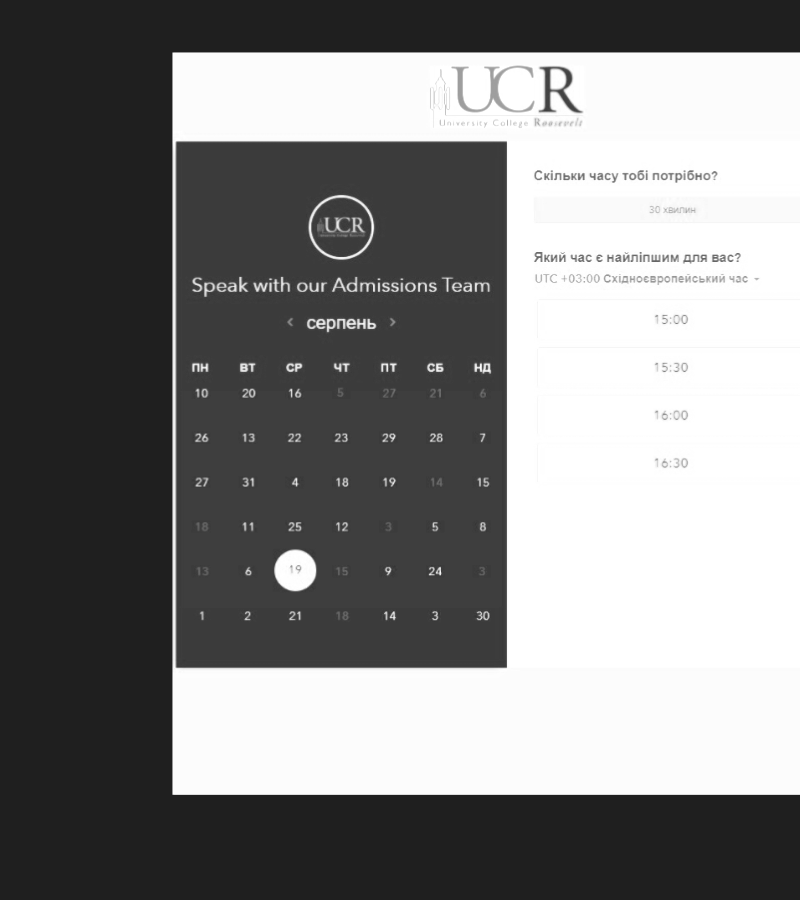 UCR
University College Roosevelt
UCR
Speak with our Admissions Team
< серпень >
ПН ВТ СР ЧТ ПТ СБ НД
10 20 16 5 27 21 6
26 13 22 23 29 28 7
27 31 4 18 19 14 15
18 11 25 12 3 5 8
13 6 19 15 9 24 3
1 2 21 18 14 3 30
Скільки часу тобі потрібно?
30 хвилин
Який час є найліпшим для вас?
UTC +03:00 Східноєвропейський час
15:00
15:30
16:00
16:30